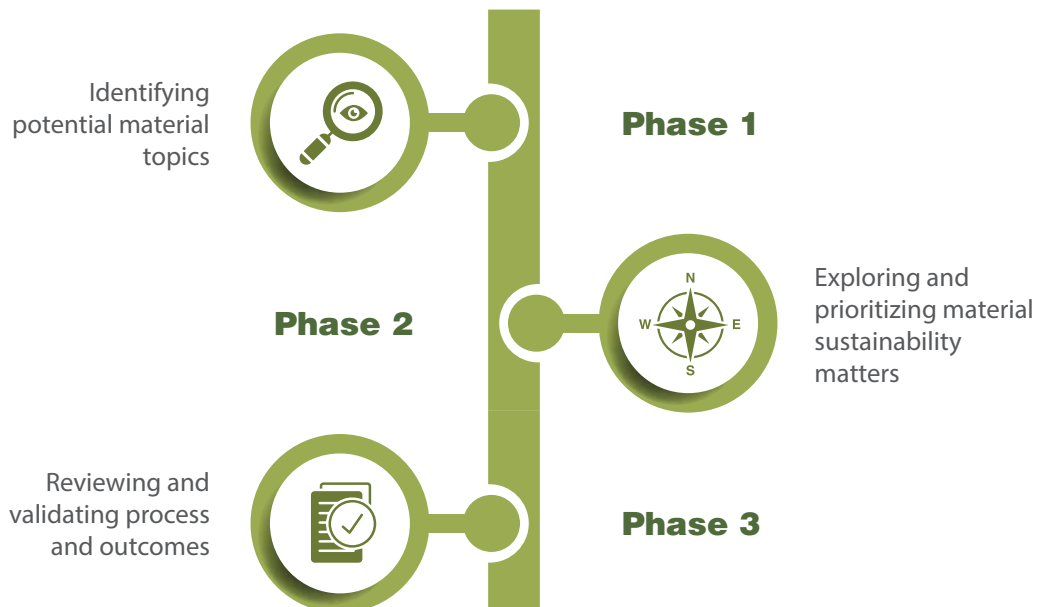 Identifying
potential material
topics
Phase 1
Phase 2
N
W E
S
Exploring and
prioritizing material
sustainability
matters
Reviewing and
validating process
and outcomes
Phase 3